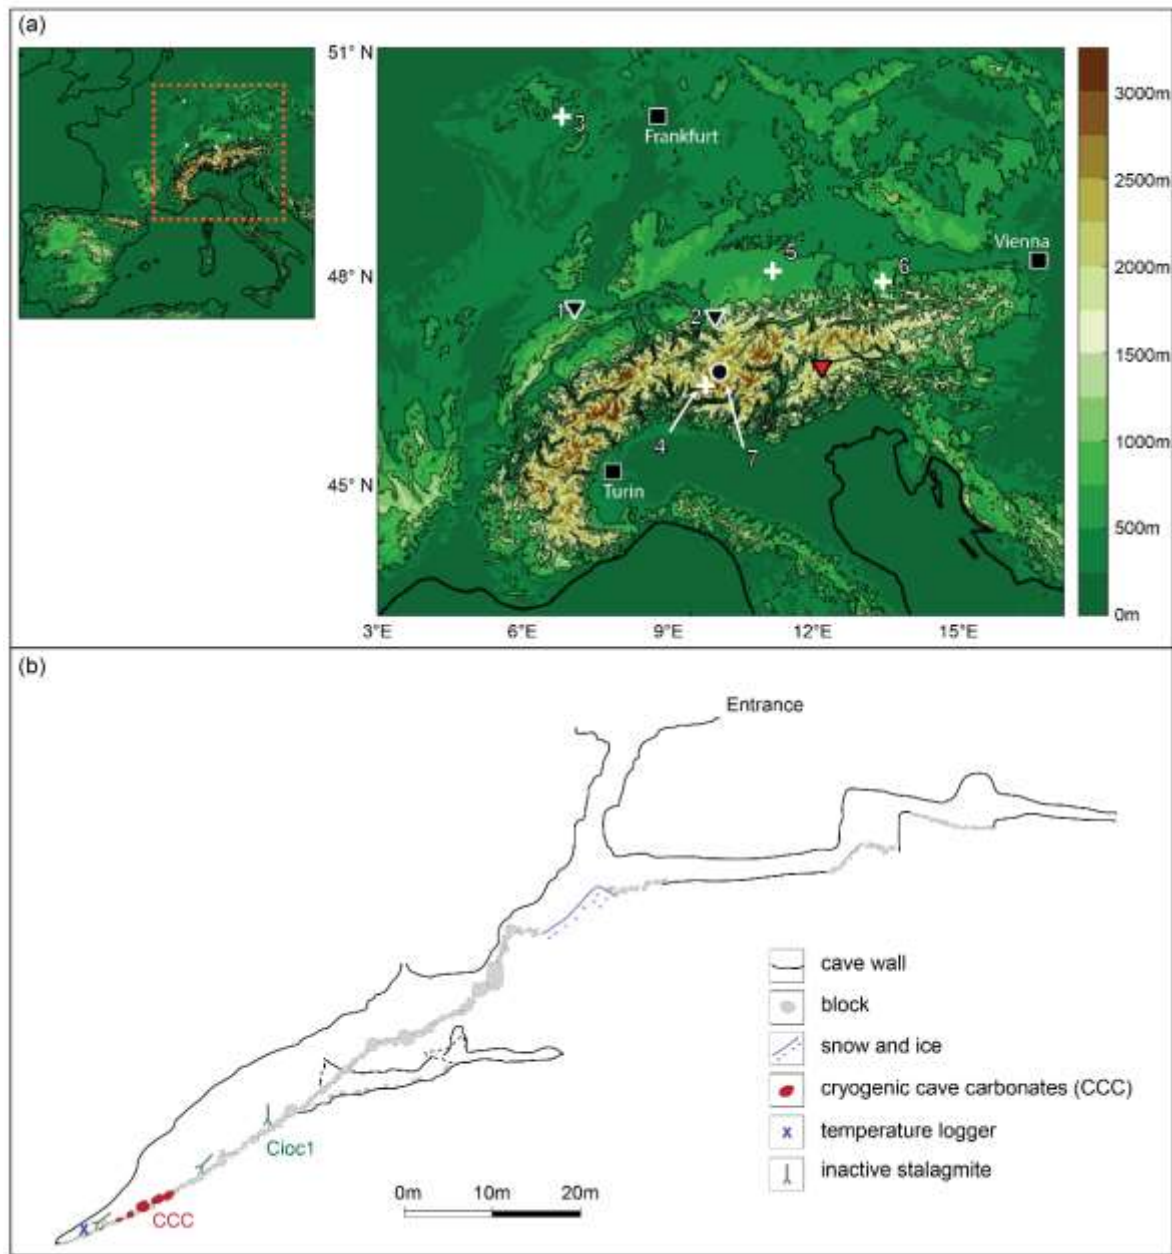 (a)
51° N
48° N
45° N
3°E
6°E
9°E
12°E
15°E
3
Frankfurt
Vienna
5
6
1
2
4
7
Turin
3000m
2500m
2000m
1500m
1000m
500m
0m
(b)
Entrance
cave wall
block
snow and ice
cryogenic cave carbonates (CCC)
x temperature logger
inactive stalagmite
Cioc1
CCC
x
0m 10m 20m